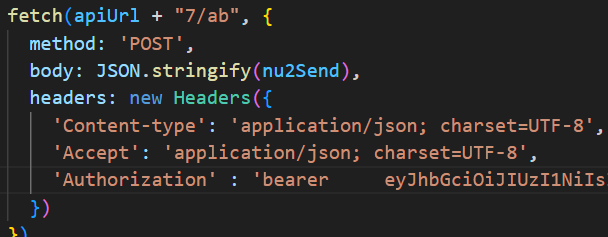 fetch(apiUrl + "7/ab", {
method: 'POST',
body: JSON.stringify(nu2Send),
headers: new Headers({
'Content-type': 'application/json; charset=UTF-8',
'Accept': 'application/json; charset=UTF-8',
'Authorization' : 'bearer     eyJhbGciOiJIUzI1NiIs
})
})